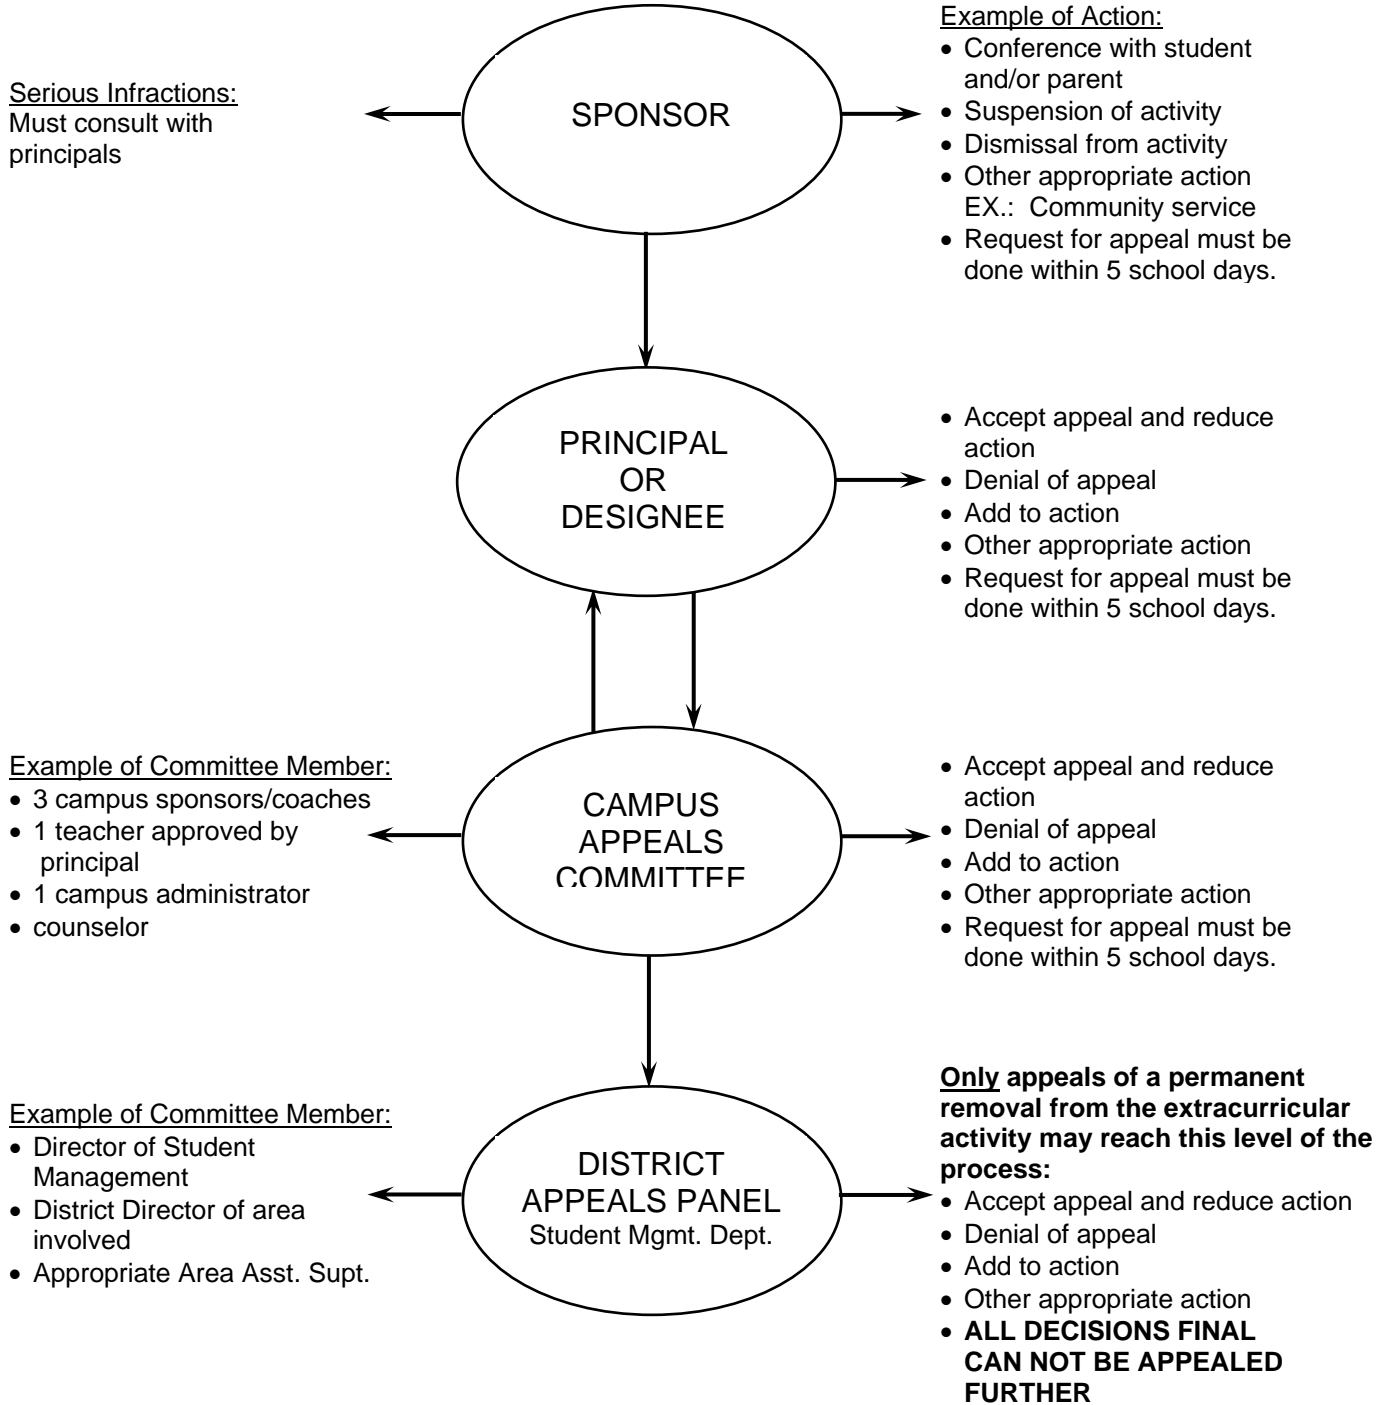 Serious Infractions:
Must consult with
principals
SPONSOR
Example of Action:
• Conference with student
and/or parent
• Suspension of activity
• Dismissal from activity
• Other appropriate action
EX.:  Community service
• Request for appeal must be
done within 5 school days.
PRINCIPAL
OR
DESIGNEE
• Accept appeal and reduce
action
• Denial of appeal
• Add to action
• Other appropriate action
• Request for appeal must be
done within 5 school days.
Example of Committee Member:
• 3 campus sponsors/coaches
• 1 teacher approved by
principal
• 1 campus administrator
• counselor
CAMPUS
APPEALS
COMMITTEE
• Accept appeal and reduce
action
• Denial of appeal
• Add to action
• Other appropriate action
• Request for appeal must be
done within 5 school days.
Example of Committee Member:
• Director of Student
Management
• District Director of area
involved
• Appropriate Area Asst. Supt.
DISTRICT
APPEALS PANEL
Student Mgmt. Dept.
Only appeals of a permanent
removal from the extracurricular
activity may reach this level of the
process:
• Accept appeal and reduce action
• Denial of appeal
• Add to action
• Other appropriate action
• ALL DECISIONS FINAL
CAN NOT BE APPEALED
FURTHER